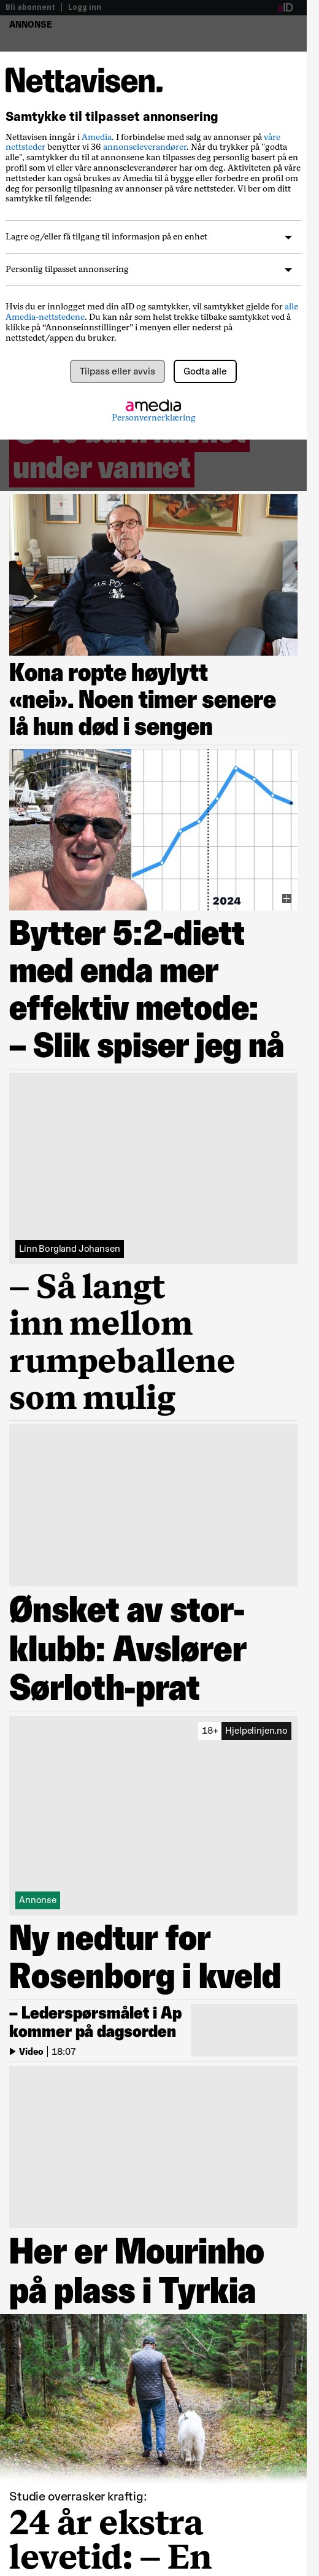 Bli abonnent | Logg inn
aID
ANNONSE
Nettavisen.
Samtykke til tilpasset annonsering
Nettavisen inngår i Amedia. I forbindelse med salg av annonser på våre
nettsteder benytter vi 36 annonseleverandører. Når du trykker på "godta
alle", samtykker du til at annonsene kan tilpasses deg personlig basert på en
profil som vi eller våre annonseleverandører har om deg. Aktivitetene på våre
nettsteder kan også brukes av Amedia til å bygge eller forbedre en profil om
deg for personlig tilpasning av annonser på våre nettsteder. Vi ber om ditt
samtykke til følgende:
Lagre og/eller få tilgang til informasjon på en enhet
Personlig tilpasset annonsering
Hvis du er innlogget med din aID og samtykker, vil samtykket gjelde for alle
Amedia-nettstedene. Du kan når som helst trekke tilbake samtykket ved å
klikke på “Annonseinnstillinger” i menyen eller nederst på
nettstedet/appen du bruker.
Tilpass eller avvis
Godta alle
amedia
Personvernerklæring
under vannet
Kona ropte høylytt
«nei». Noen timer senere
lå hun død i sengen
2024
Bytter 5:2-diett
med enda mer
effektiv metode:
– Slik spiser jeg nå
Linn Borgland Johansen
– Så langt
inn mellom
rumpeballene
som mulig
Ønsket av stor-
klubb: Avslører
Sørloth-prat
18+ Hjelpelinjen.no
Annonse
Ny nedtur for
Rosenborg i kveld
– Lederspørsmålet i Ap
kommer på dagsorden
Video | 18:07
Her er Mourinho
på plass i Tyrkia
Studie overrasker kraftig:
24 år ekstra
levetid: – En